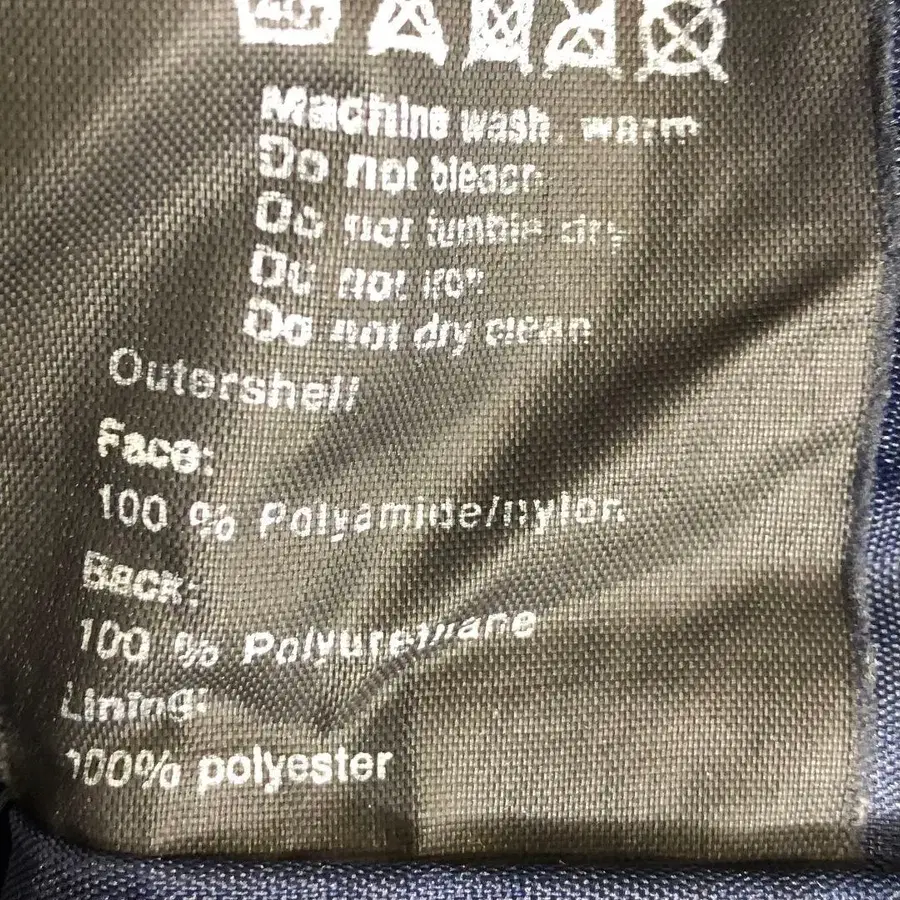 40°
Machine wash, warm
Do not bleach
Do not tumble dry
Do not iron
Do not dry clean
Outershell
Face:
100 % Polyamide/nylon
Back:
100 % Polyurethane
Lining:
100% polyester